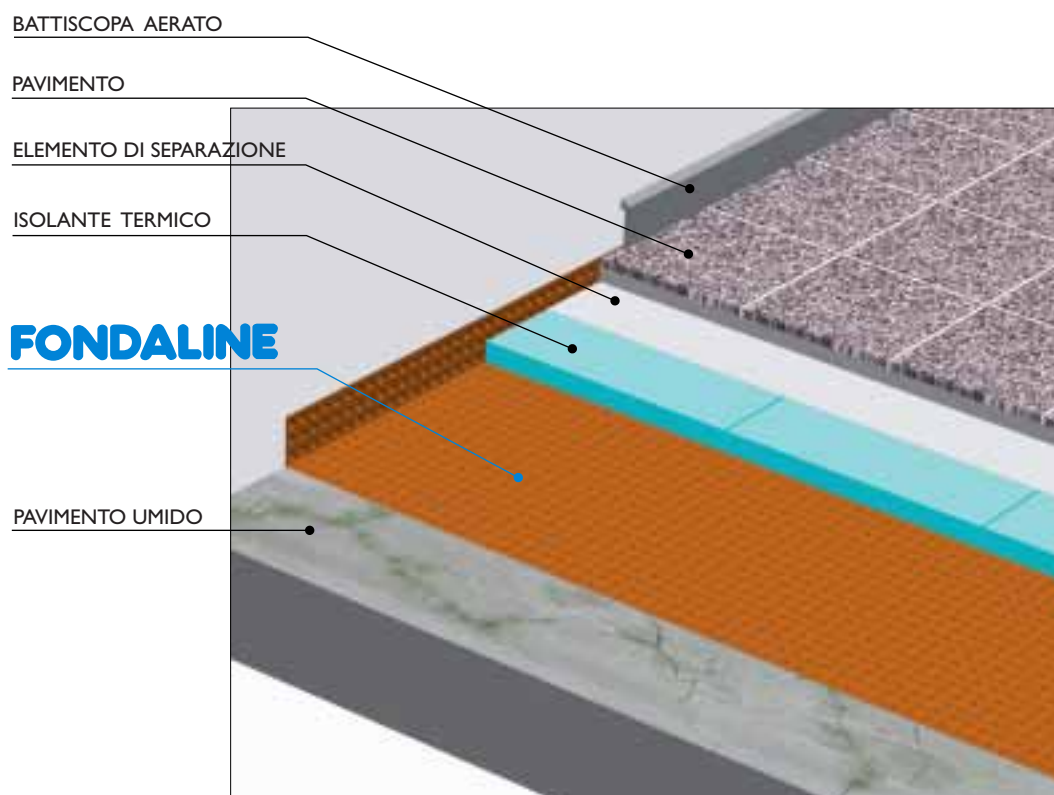 BATTISCOPA AERATO
PAVIMENTO
ELEMENTO DI SEPARAZIONE
ISOLANTE TERMICO
FONDALINE
PAVIMENTO UMIDO